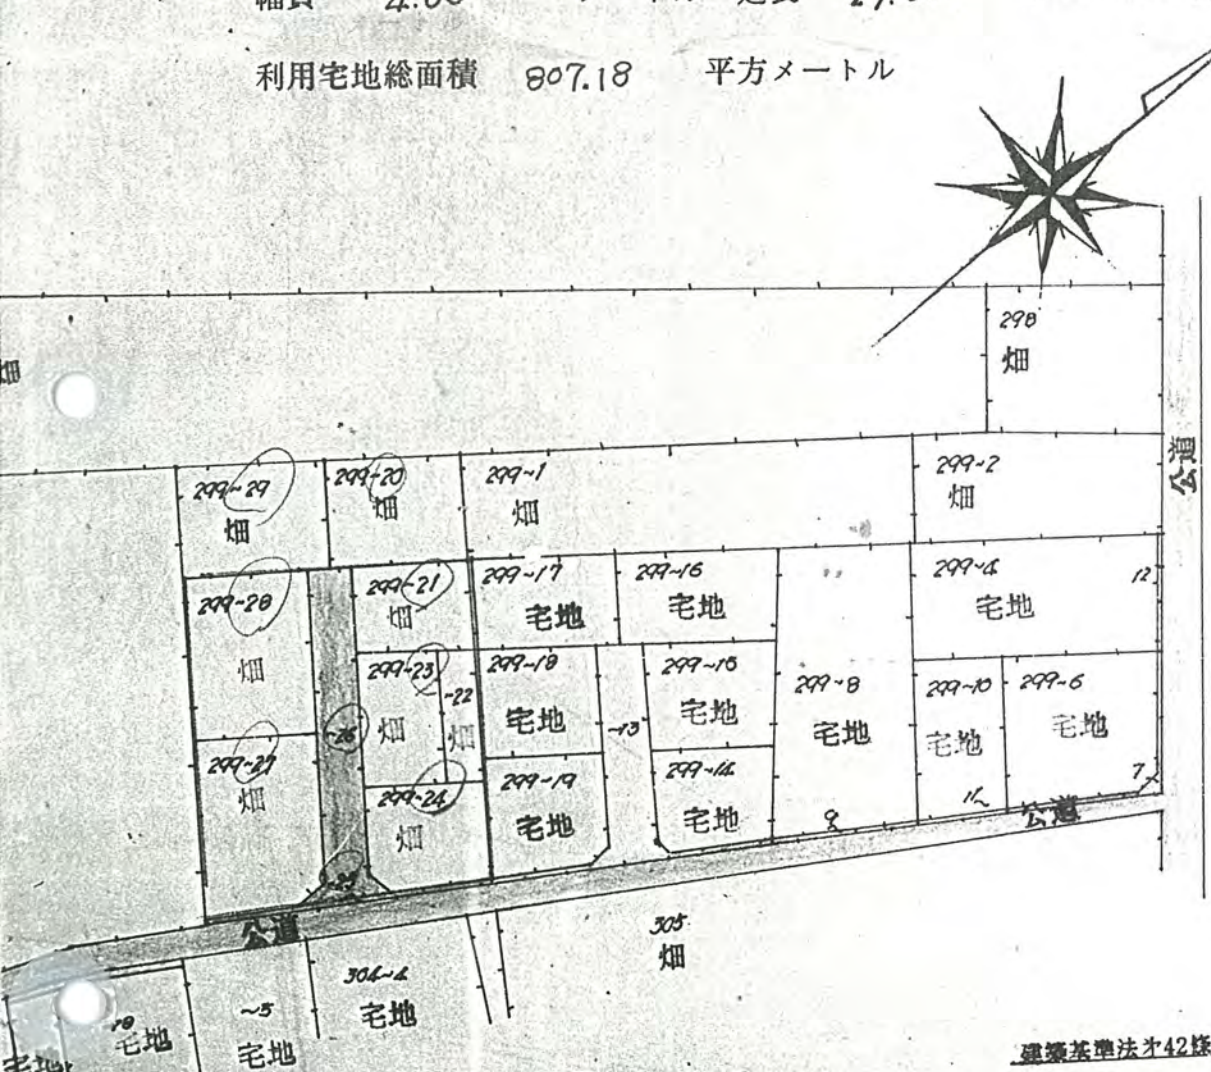 幅員 4.00
利用宅地総面積 807.18 平方メートル
298
畑
公道
299~29
畑
299~20
畑
299~1
畑
299~2
畑
299~28
畑
299~21
畑
299~17
宅地
299~16
宅地
299~4
宅地
12
299~23
畑
~22
畑
299~18
宅地
~13
299~15
宅地
299~8
宅地
9
299~10
宅地
11
299~6
宅地
7
~26
299~27
畑
299~24
畑
299~19
宅地
299~14
宅地
~25
公道
公道
305
畑
304~4
宅地
~5
宅地
宅地
宅地
建築基準法才42條